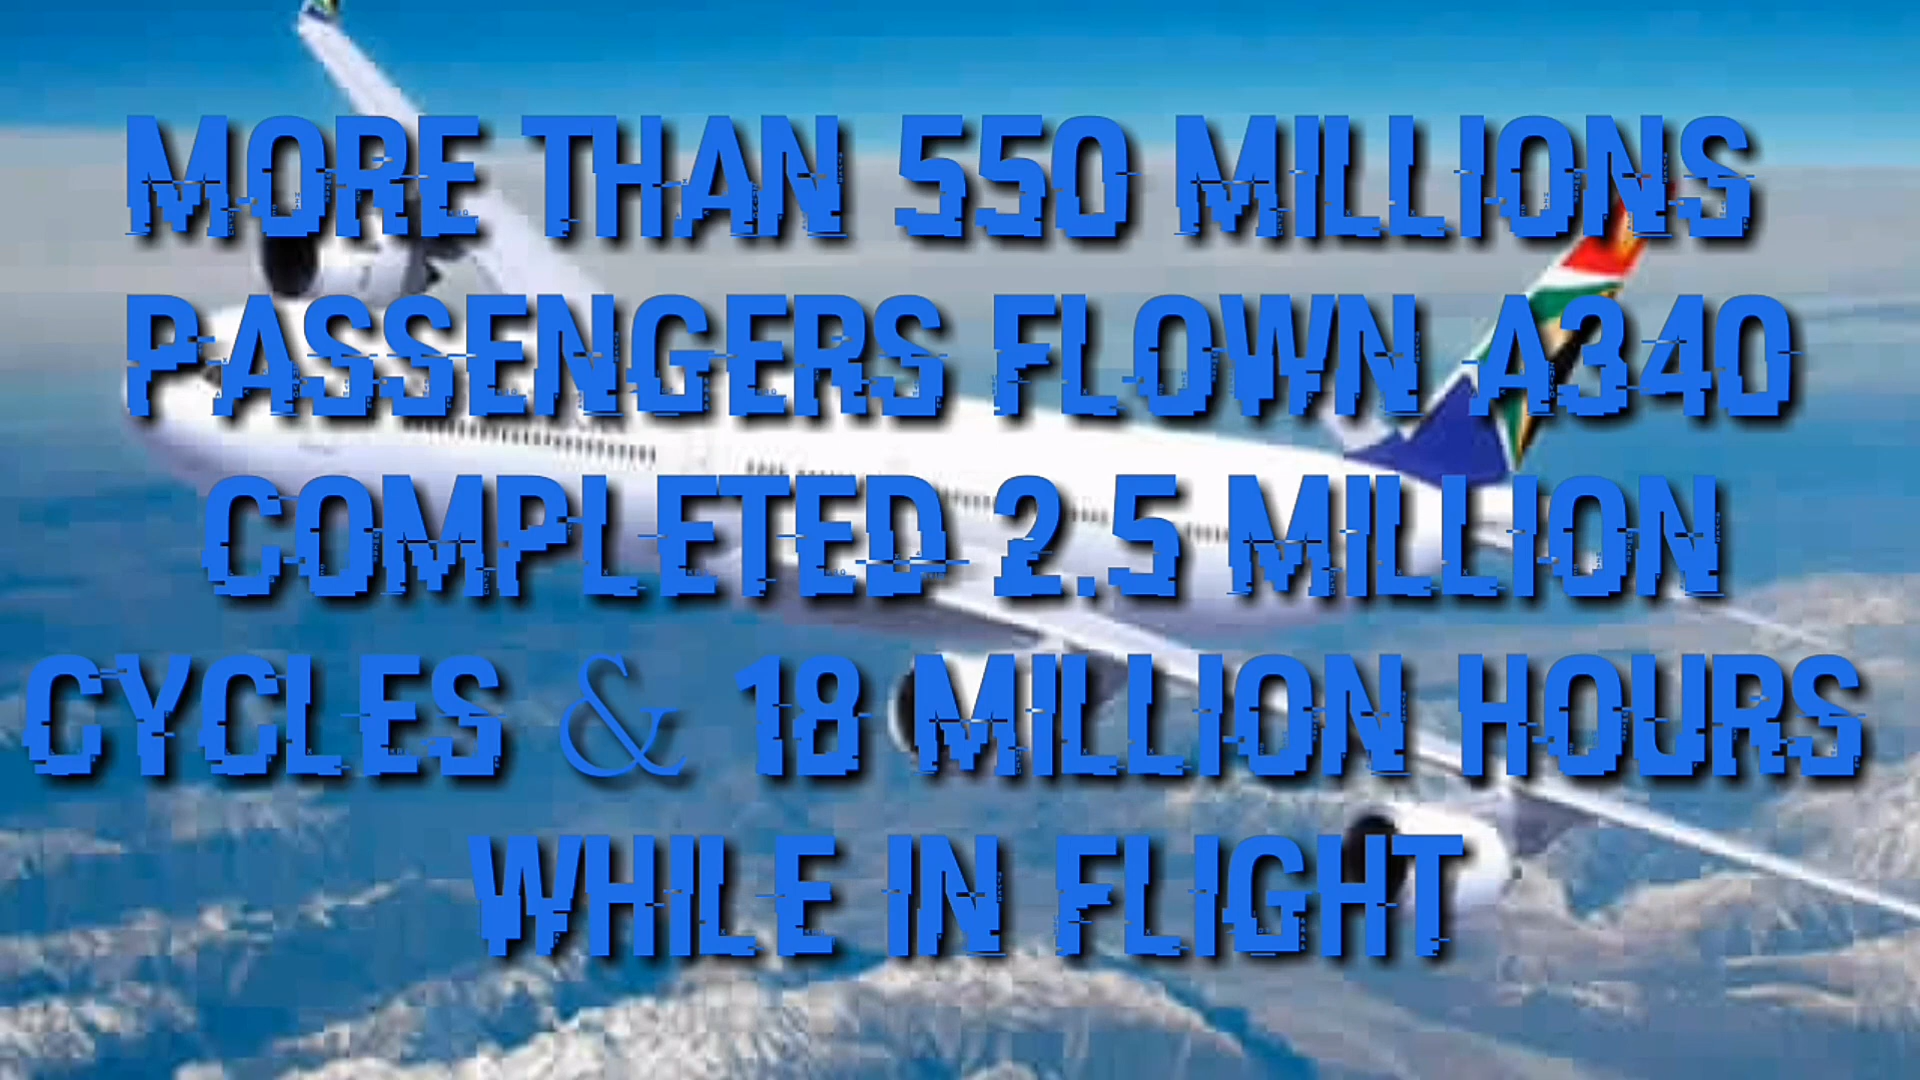 MORE THAN 550 MILLIONS
PASSENGERS FLOWN A340
COMPLETED 2.5 MILLION
CYCLES & 18 MILLION HOURS
WHILE IN FLIGHT